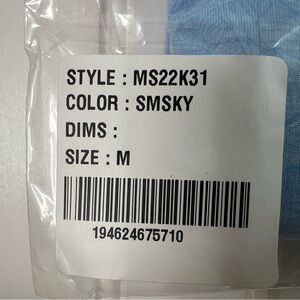 STYLE : MS22K31
COLOR : SMSKY
DIMS :
SIZE : M
194624675710